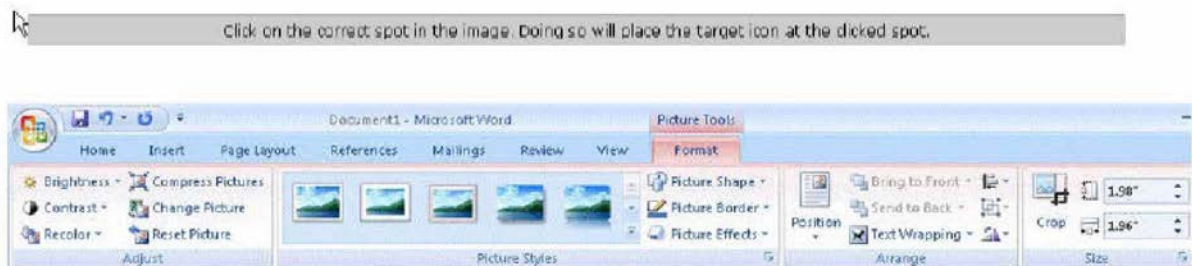 Click on the correct spot in the image. Doing so will place the target icon at the clicked spot.
Document1 - Microsoft Word Picture Tools
Home Insert Page Layout References Mailings Review View Format
Brightness Compress Pictures Picture Shape Bring to Front 1.98"
Contrast Change Picture Picture Border Position Send to Back Crop 1.96"
Recolor Reset Picture Picture Effects Text Wrapping
Adjust Picture Styles Arrange Size